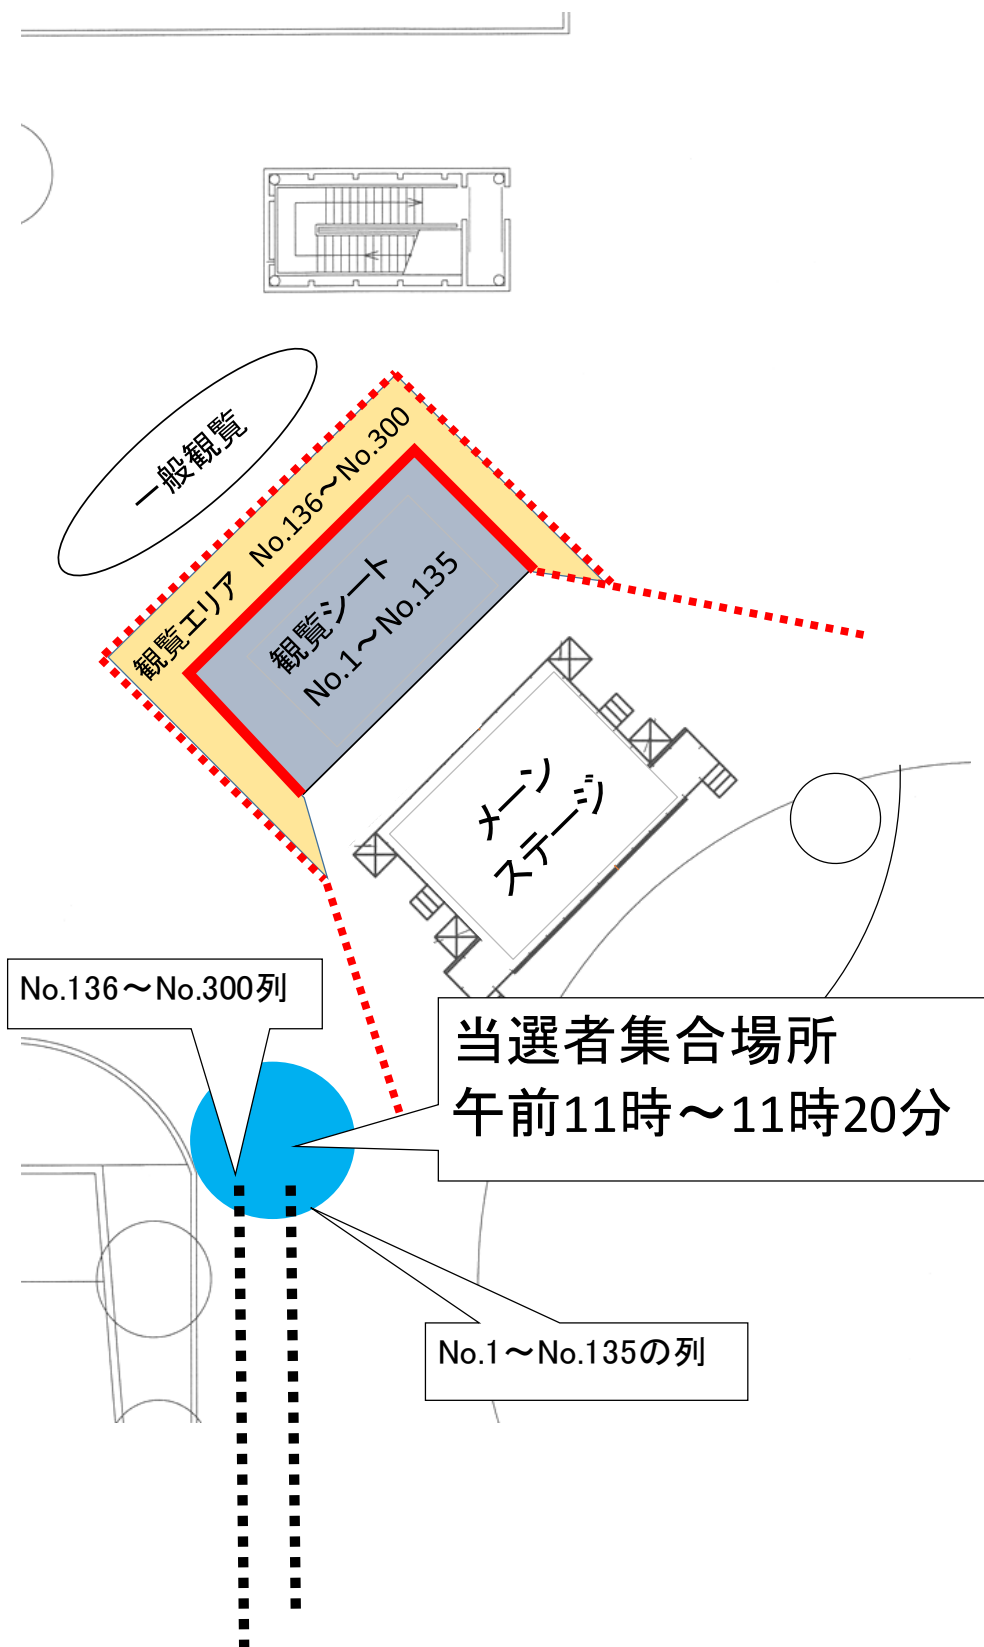 一般観覧
観覧エリア No.136～No.300
観覧シート
No.1～No.135
メーン
ステージ
No.136～No.300列
当選者集合場所
午前11時～11時20分
No.1～No.135の列